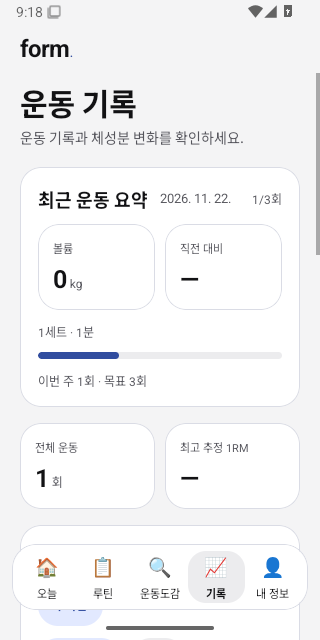 9:18
form.
운동 기록
운동 기록과 체성분 변화를 확인하세요.
최근 운동 요약 2026. 11. 22. 1/3회
볼륨 직전 대비
0 kg –
1세트 · 1분
이번 주 1회 · 목표 3회
전체 운동 최고 추정 1RM
1 회 –
오늘 루틴 운동도감 기록 내 정보